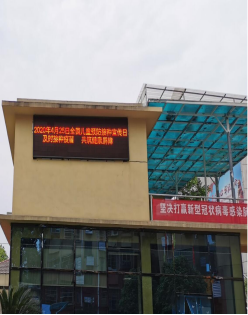 2020年4月25日全国儿童预防接种宣传日
及时接种疫苗 共筑健康屏障
坚决打赢新型冠状病毒感染